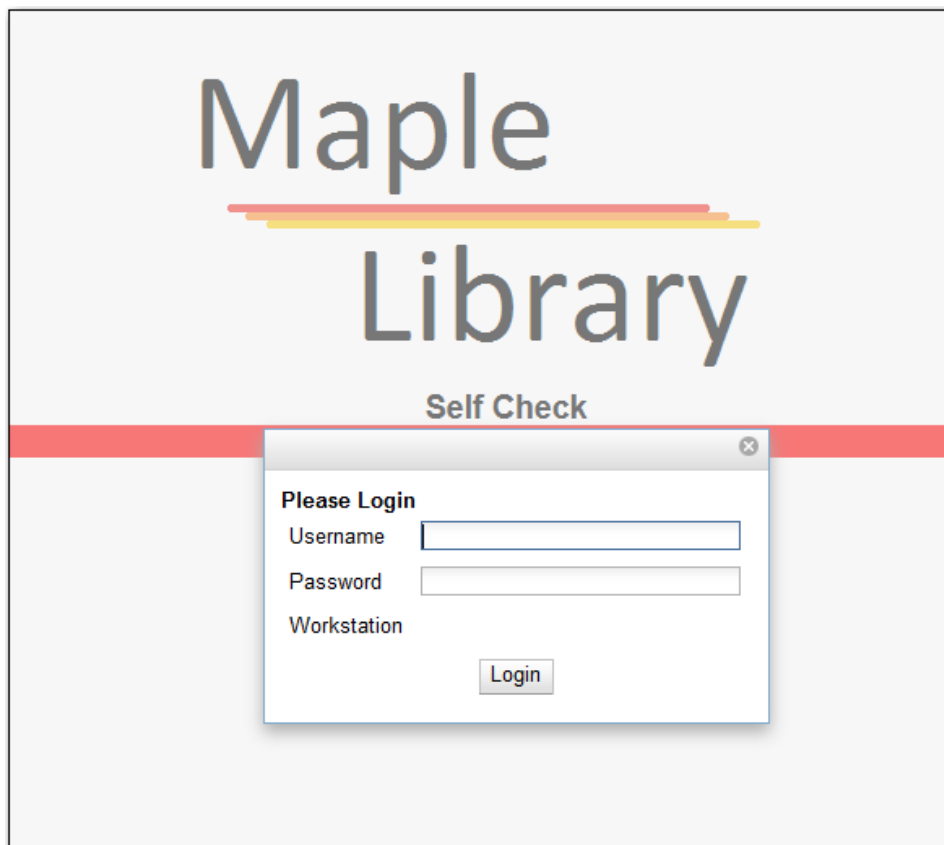 Maple
Library
Self Check
Please Login
Username
Password
Workstation
Login